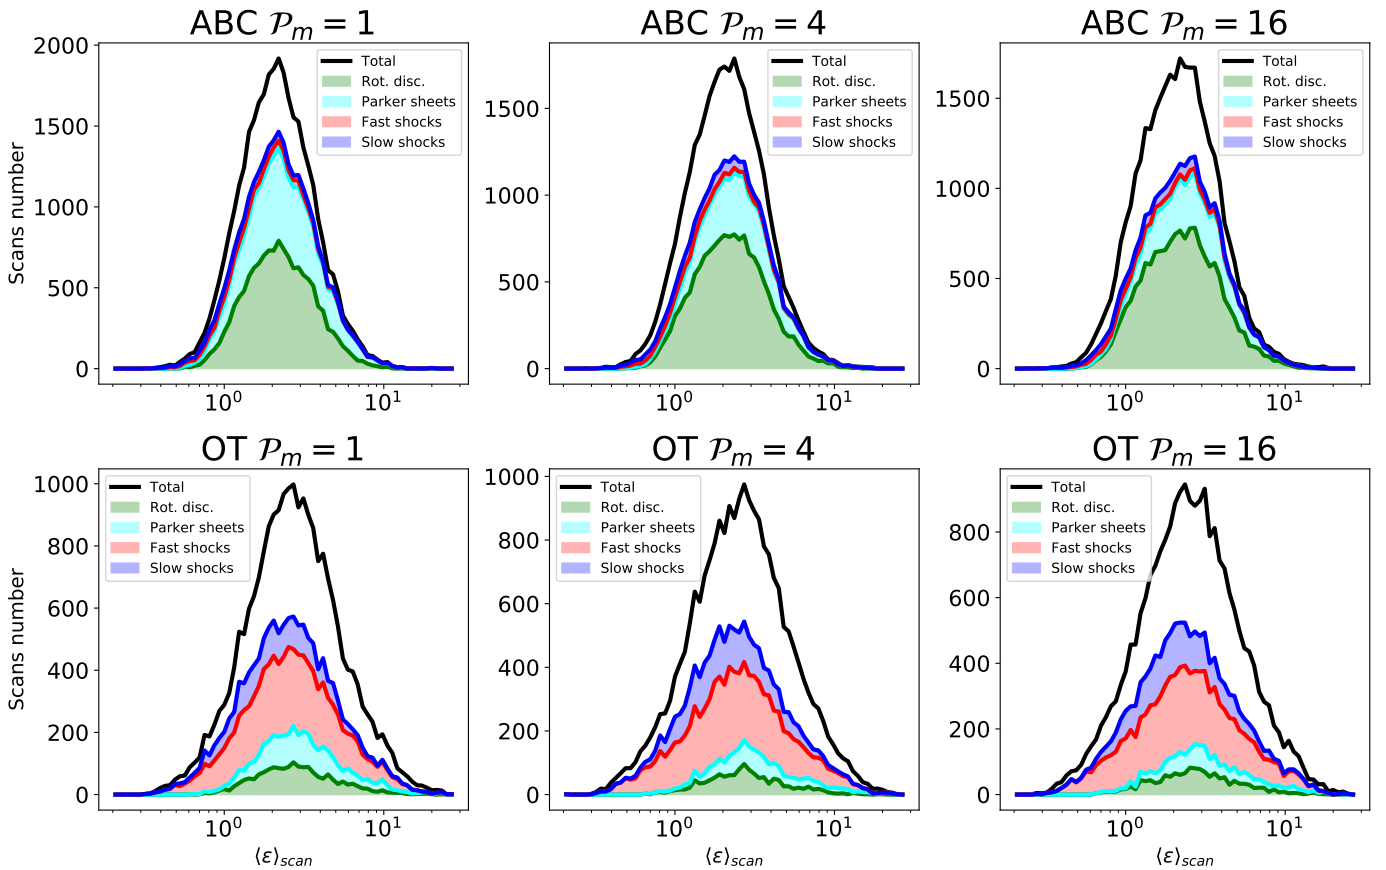 ABC 𝒫ₘ = 1
ABC 𝒫ₘ = 4
ABC 𝒫ₘ = 16
Scans number
2000
1500
1000
500
0
10⁰
10¹
Total
Rot. disc.
Parker sheets
Fast shocks
Slow shocks
1500
1000
500
0
10⁰
10¹
Total
Rot. disc.
Parker sheets
Fast shocks
Slow shocks
1500
1000
500
0
10⁰
10¹
Total
Rot. disc.
Parker sheets
Fast shocks
Slow shocks
OT 𝒫ₘ = 1
OT 𝒫ₘ = 4
OT 𝒫ₘ = 16
Scans number
1000
800
600
400
200
0
10⁰
10¹
⟨ε⟩scan
Total
Rot. disc.
Parker sheets
Fast shocks
Slow shocks
1000
800
600
400
200
0
10⁰
10¹
⟨ε⟩scan
Total
Rot. disc.
Parker sheets
Fast shocks
Slow shocks
800
600
400
200
0
10⁰
10¹
⟨ε⟩scan
Total
Rot. disc.
Parker sheets
Fast shocks
Slow shocks